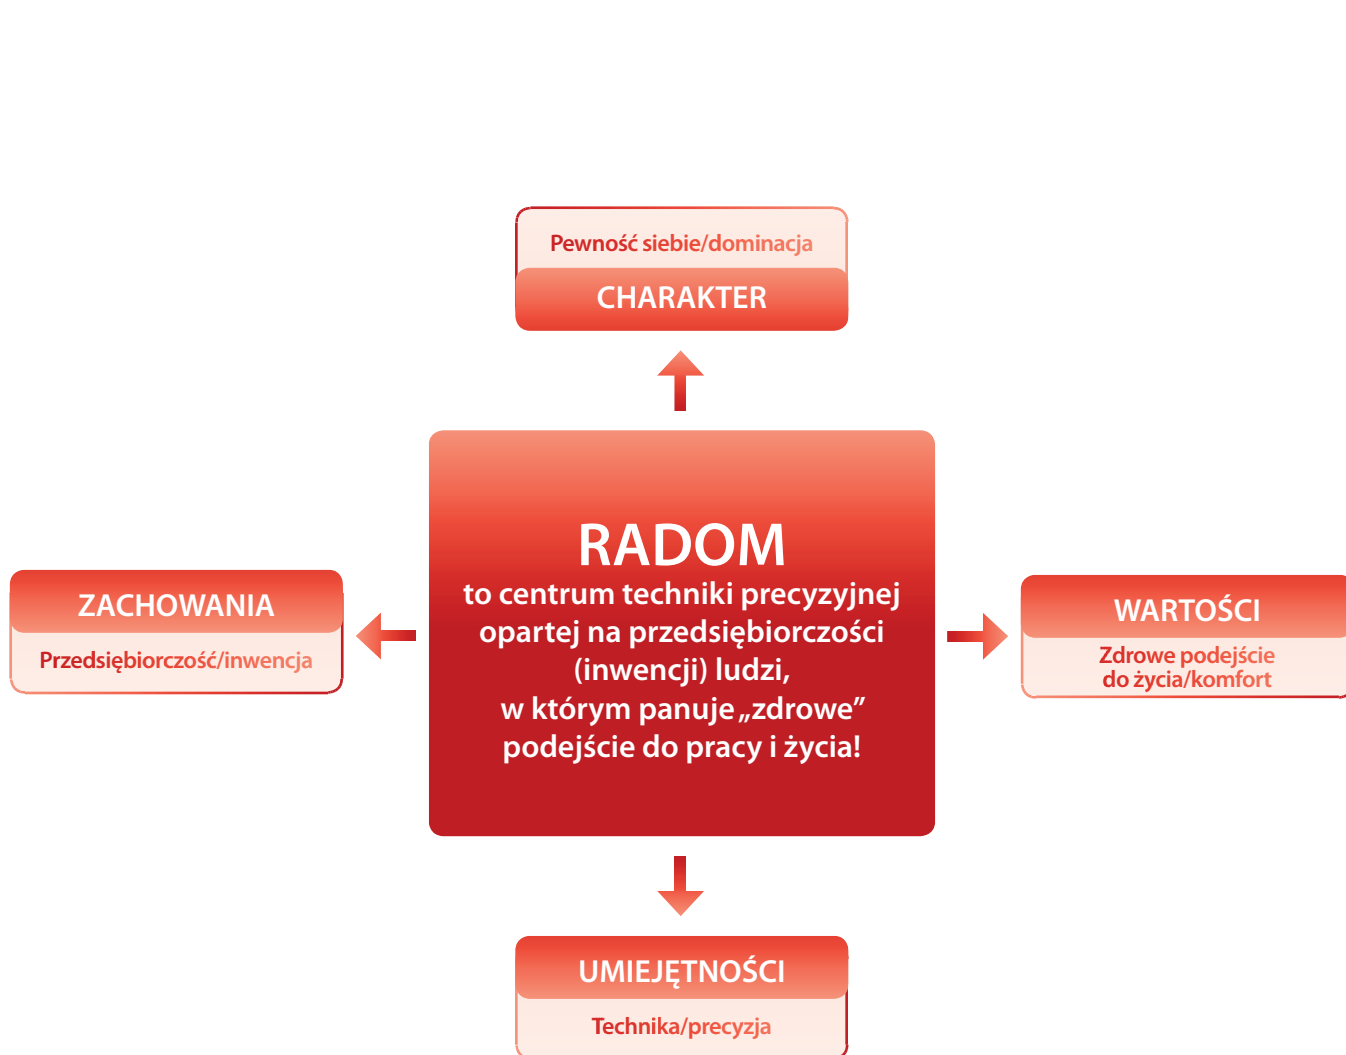 Pewność siebie/dominacja
CHARAKTER
RADOM
to centrum techniki precyzyjnej
opartej na przedsiębiorczości
(inwencji) ludzi,
w którym panuje „zdrowe”
podejście do pracy i życia!
ZACHOWANIA
Przedsiębiorczość/inwencja
WARTOŚCI
Zdrowe podejście
do życia/komfort
UMIEJĘTNOŚCI
Technika/precyzja